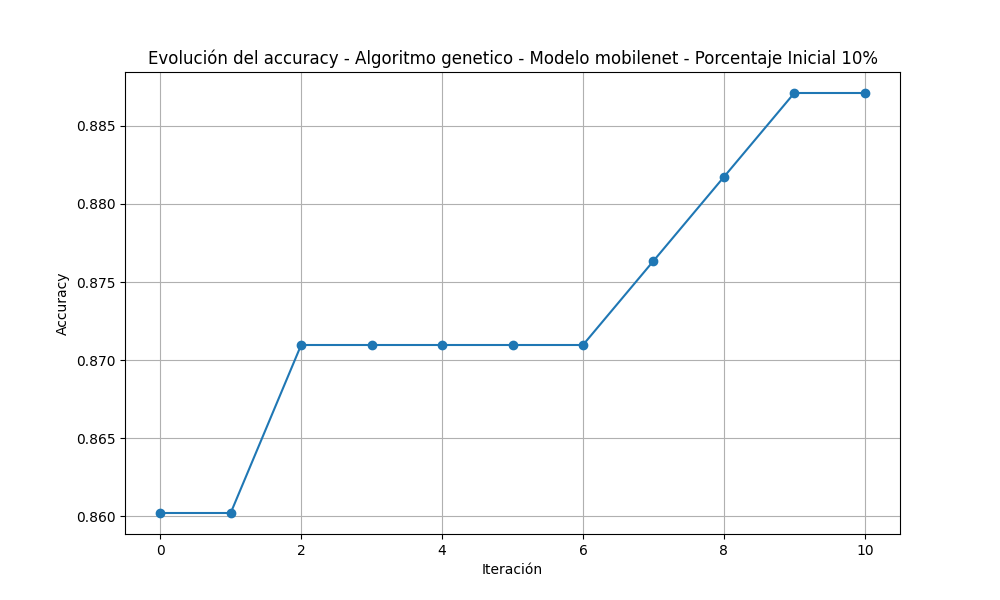 Evolución del accuracy - Algoritmo genetico - Modelo mobilenet - Porcentaje Inicial 10%
0.885
0.880
0.875
0.870
0.865
0.860
Accuracy
0 2 4 6 8 10
Iteración